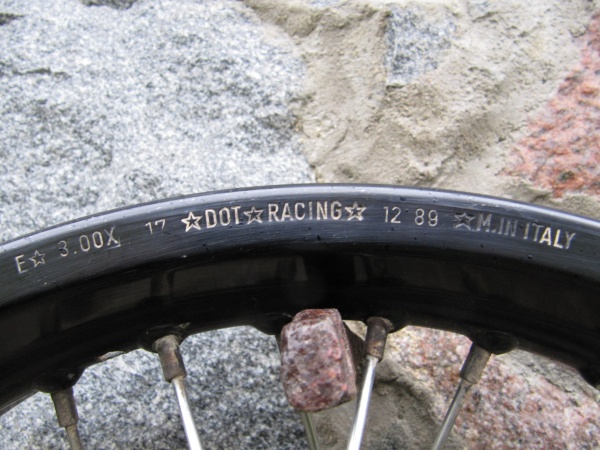 E☆ 3.00X 17 ☆DOT☆RACING☆ 12 89 ☆M.IN ITALY